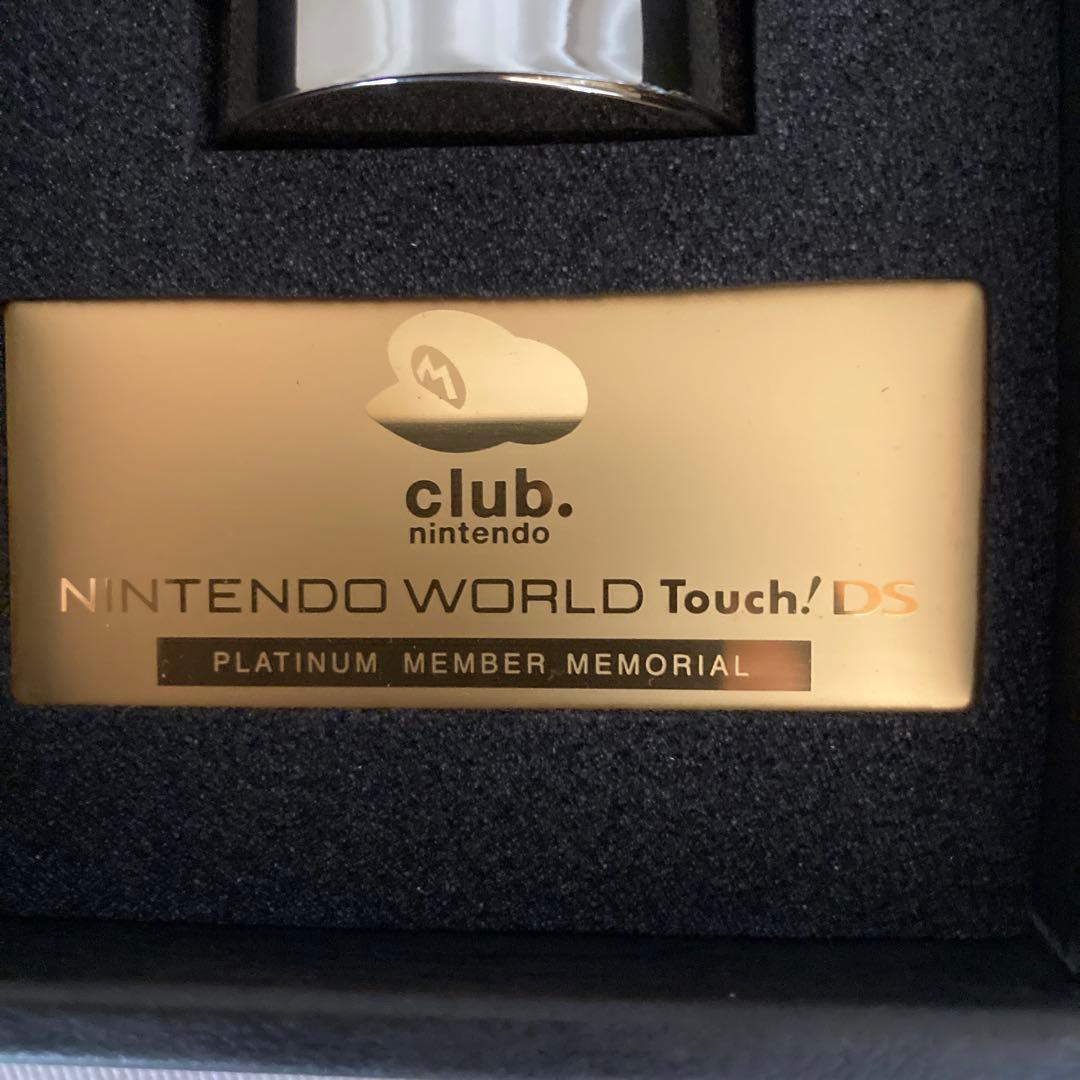 M
club.
nintendo
NINTENDO WORLD Touch! DS
PLATINUM MEMBER MEMORIAL